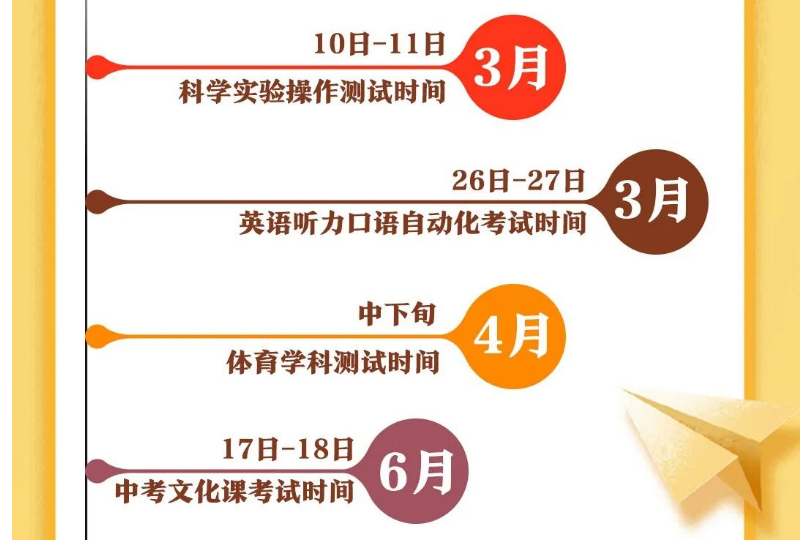 10日-11日
3月
科学实验操作测试时间
26日-27日
3月
英语听力口语自动化考试时间
中下旬
4月
体育学科测试时间
17日-18日
6月
中考文化课考试时间